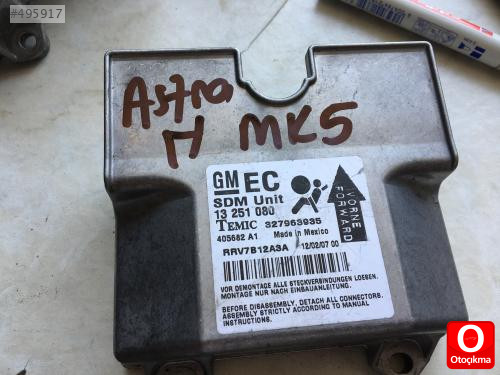 #495917
Astra
H MK5
GM EC
SDM Unit
13 251 080
TEMIC 327963935
405682 A1 Made in Mexico
RRV7B12A3A 12/02/07 00
VORNE
FORWARD
VOR DEMONTAGE ALLE STECKVERBINDUNGEN LOESEN.
MONTAGE NUR NACH EINBAUANLEITUNG.
BEFORE DISASSEMBLY, DETACH ALL CONNECTORS.
ASSEMBLY STRICTLY ACCORDING TO MANUAL
INSTRUCTIONS.
Otoçıkma